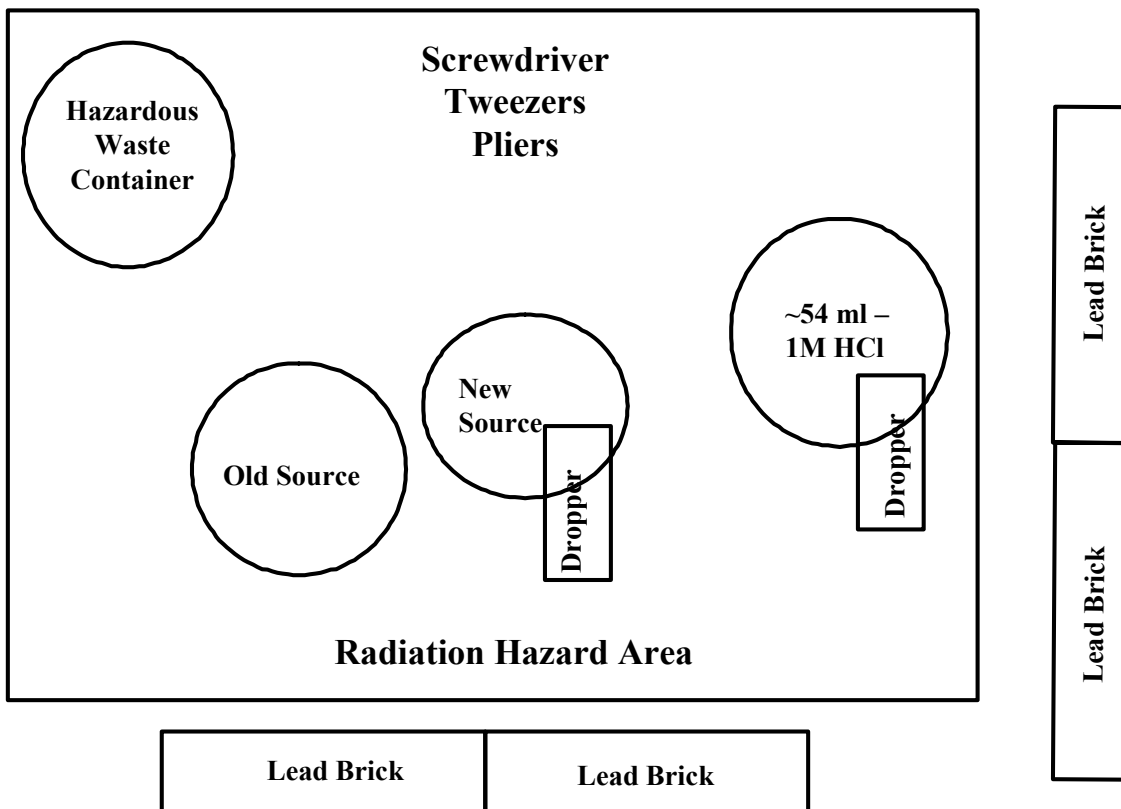 Screwdriver
Tweezers
Pliers
Hazardous
Waste
Container
Lead Brick
~54 ml –
1M HCl
New
Source
Dropper
Dropper
Old Source
Lead Brick
Radiation Hazard Area
Lead Brick
Lead Brick